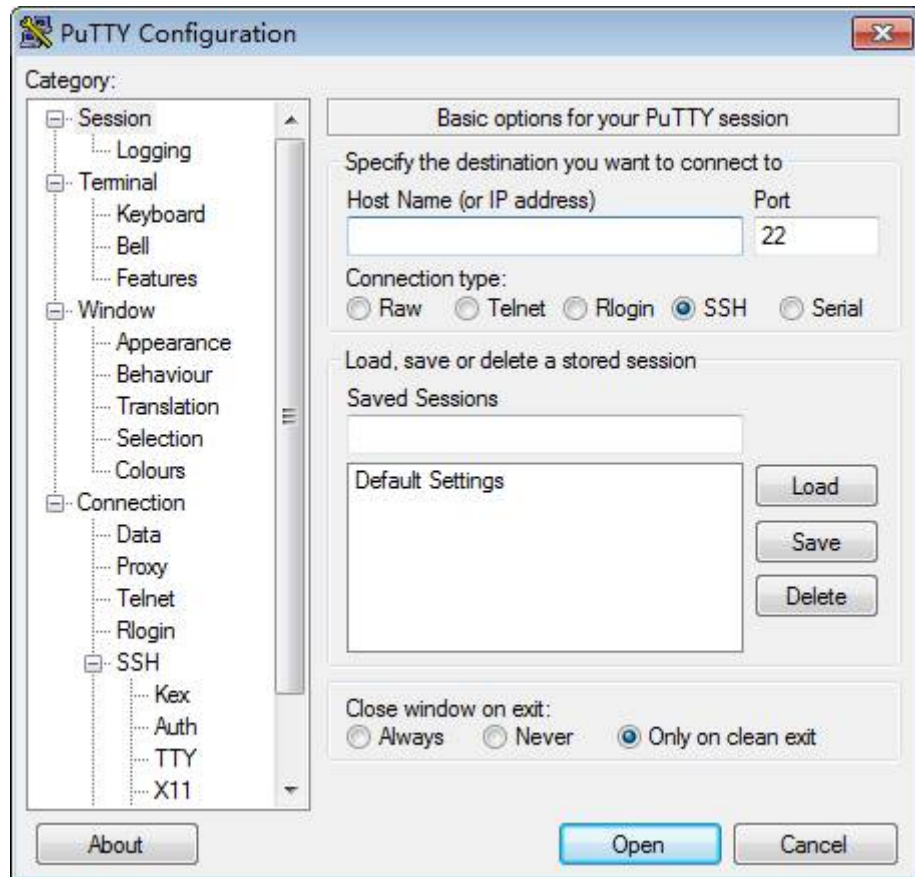 PuTTY Configuration
Category:
Session
Logging
Terminal
Keyboard
Bell
Features
Window
Appearance
Behaviour
Translation
Selection
Colours
Connection
Data
Proxy
Telnet
Rlogin
SSH
Kex
Auth
TTY
X11
Basic options for your PuTTY session
Specify the destination you want to connect to
Host Name (or IP address) Port
22
Connection type:
Raw Telnet Rlogin SSH Serial
Load, save or delete a stored session
Saved Sessions
Default Settings
Load
Save
Delete
Close window on exit:
Always Never Only on clean exit
About Open Cancel